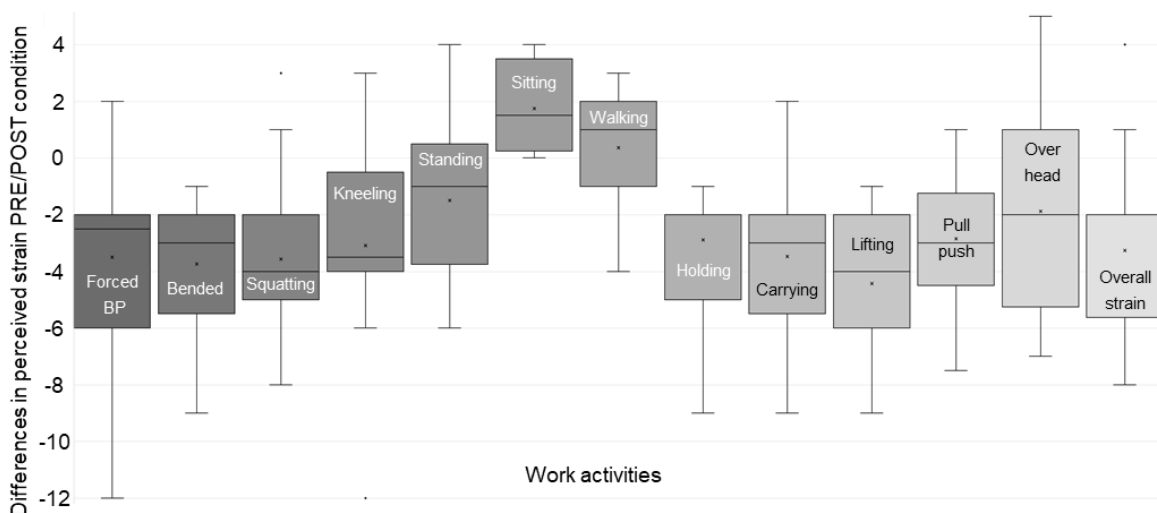 Differences in perceived strain PRE/POST condition
4
2
0
-2
-4
-6
-8
-10
-12
Forced
BP
Bended
Squatting
Kneeling
Standing
Sitting
Walking
Holding
Carrying
Lifting
Pull
push
Over
head
Overall
strain
Work activities